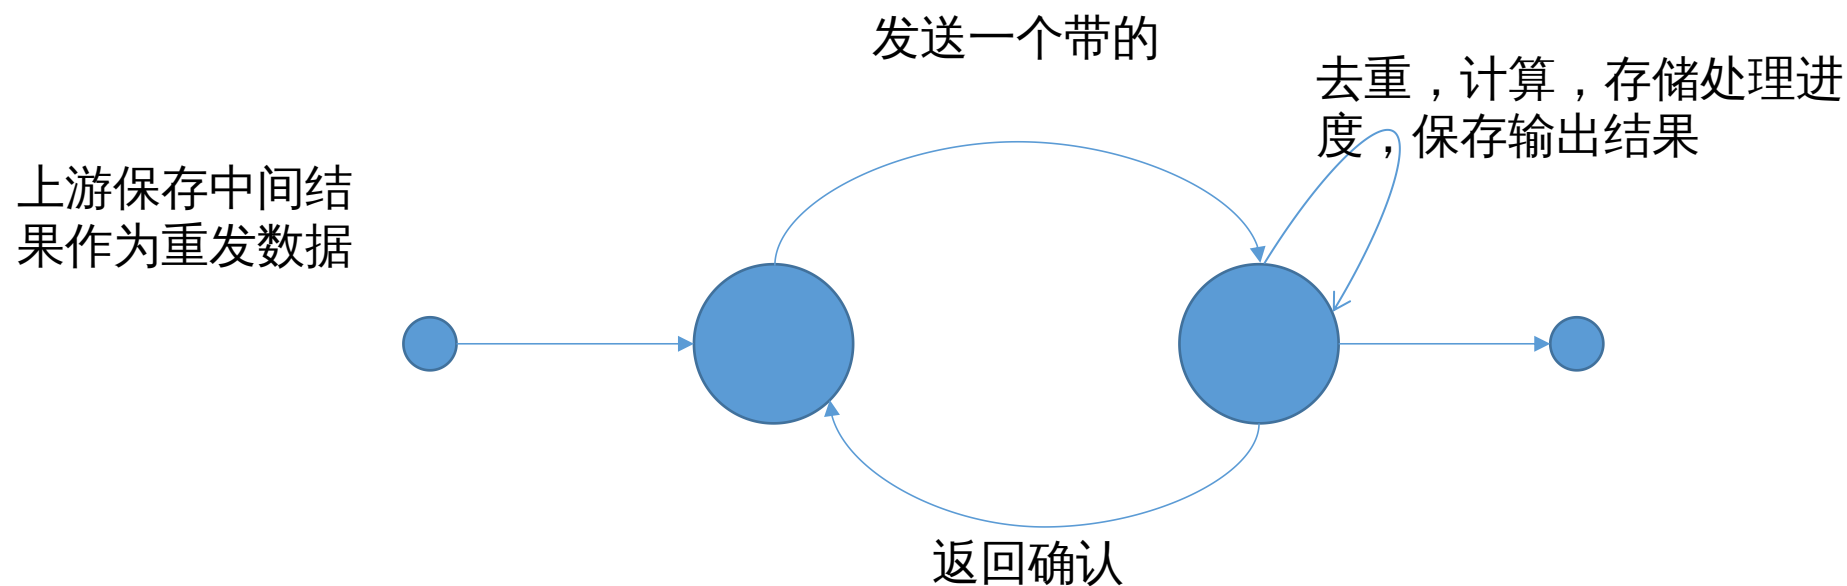 发送一个带的
去重，计算，存储处理进
度，保存输出结果
上游保存中间结
果作为重发数据
返回确认